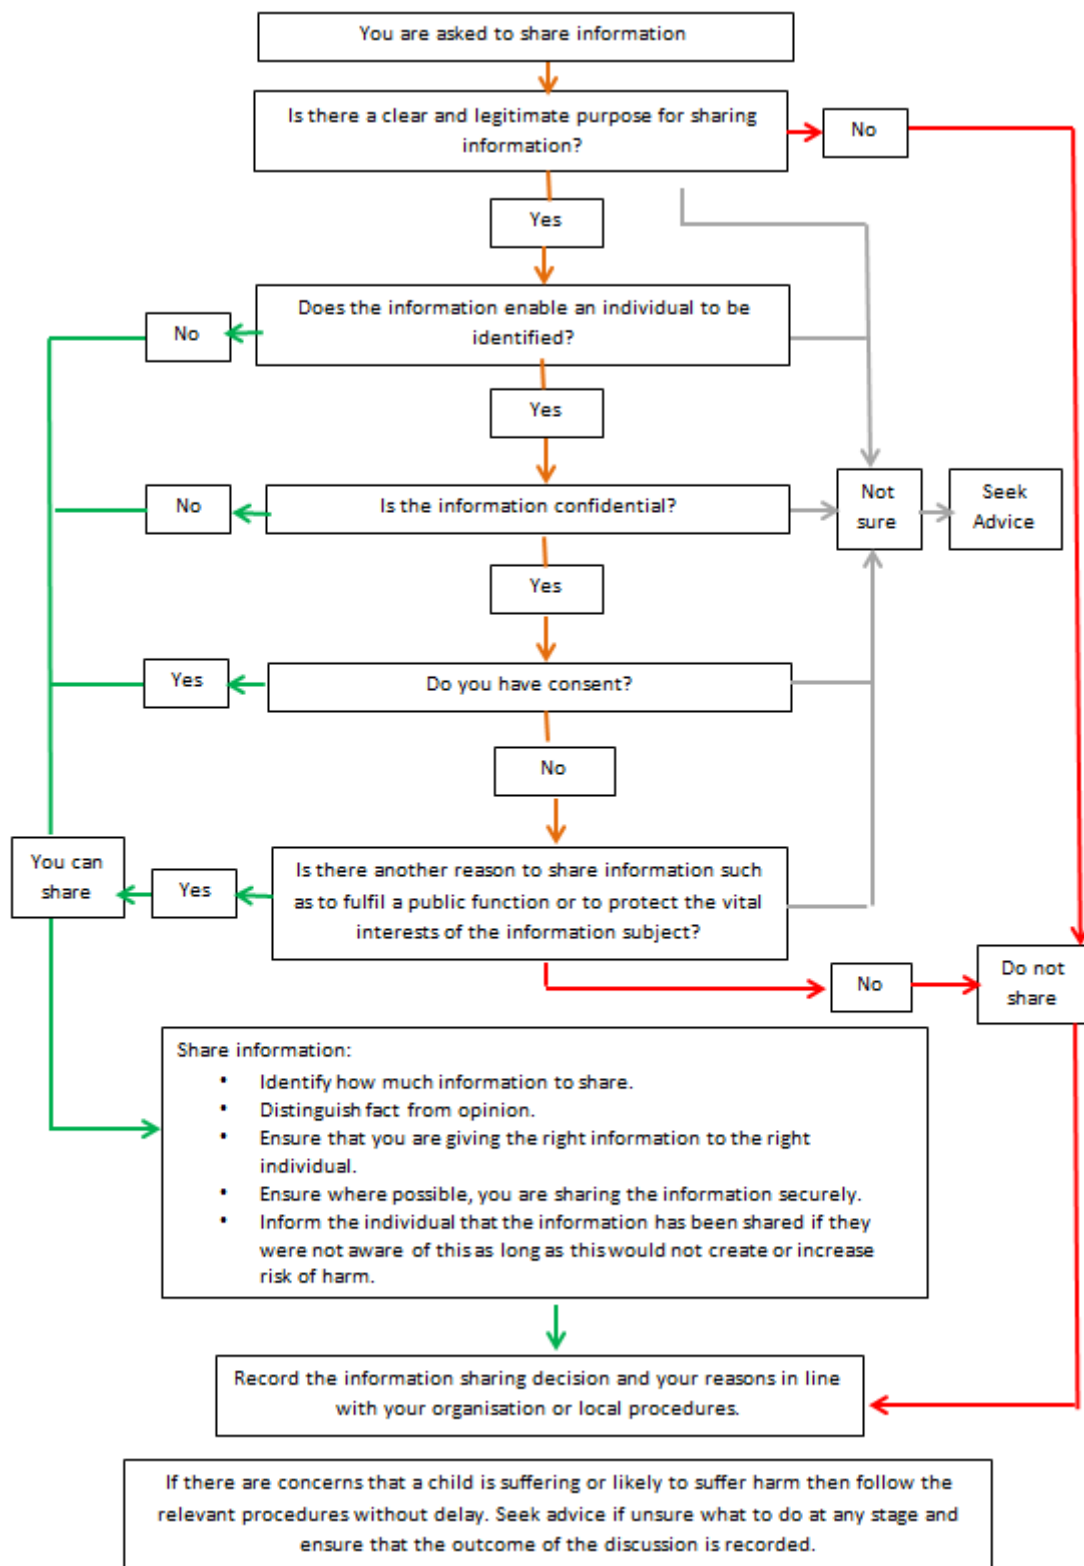 You are asked to share information
Is there a clear and legitimate purpose for sharing
information?
No
Yes
Does the information enable an individual to be
identified?
No
Yes
Is the information confidential?
No
Not
sure
Seek
Advice
Yes
Do you have consent?
Yes
No
Is there another reason to share information such
as to fulfil a public function or to protect the vital
interests of the information subject?
Yes
You can
share
No
Do not
share
Share information:
• Identify how much information to share.
• Distinguish fact from opinion.
• Ensure that you are giving the right information to the right
individual.
• Ensure where possible, you are sharing the information securely.
• Inform the individual that the information has been shared if they
were not aware of this as long as this would not create or increase
risk of harm.
Record the information sharing decision and your reasons in line
with your organisation or local procedures.
If there are concerns that a child is suffering or likely to suffer harm then follow the
relevant procedures without delay. Seek advice if unsure what to do at any stage and
ensure that the outcome of the discussion is recorded.